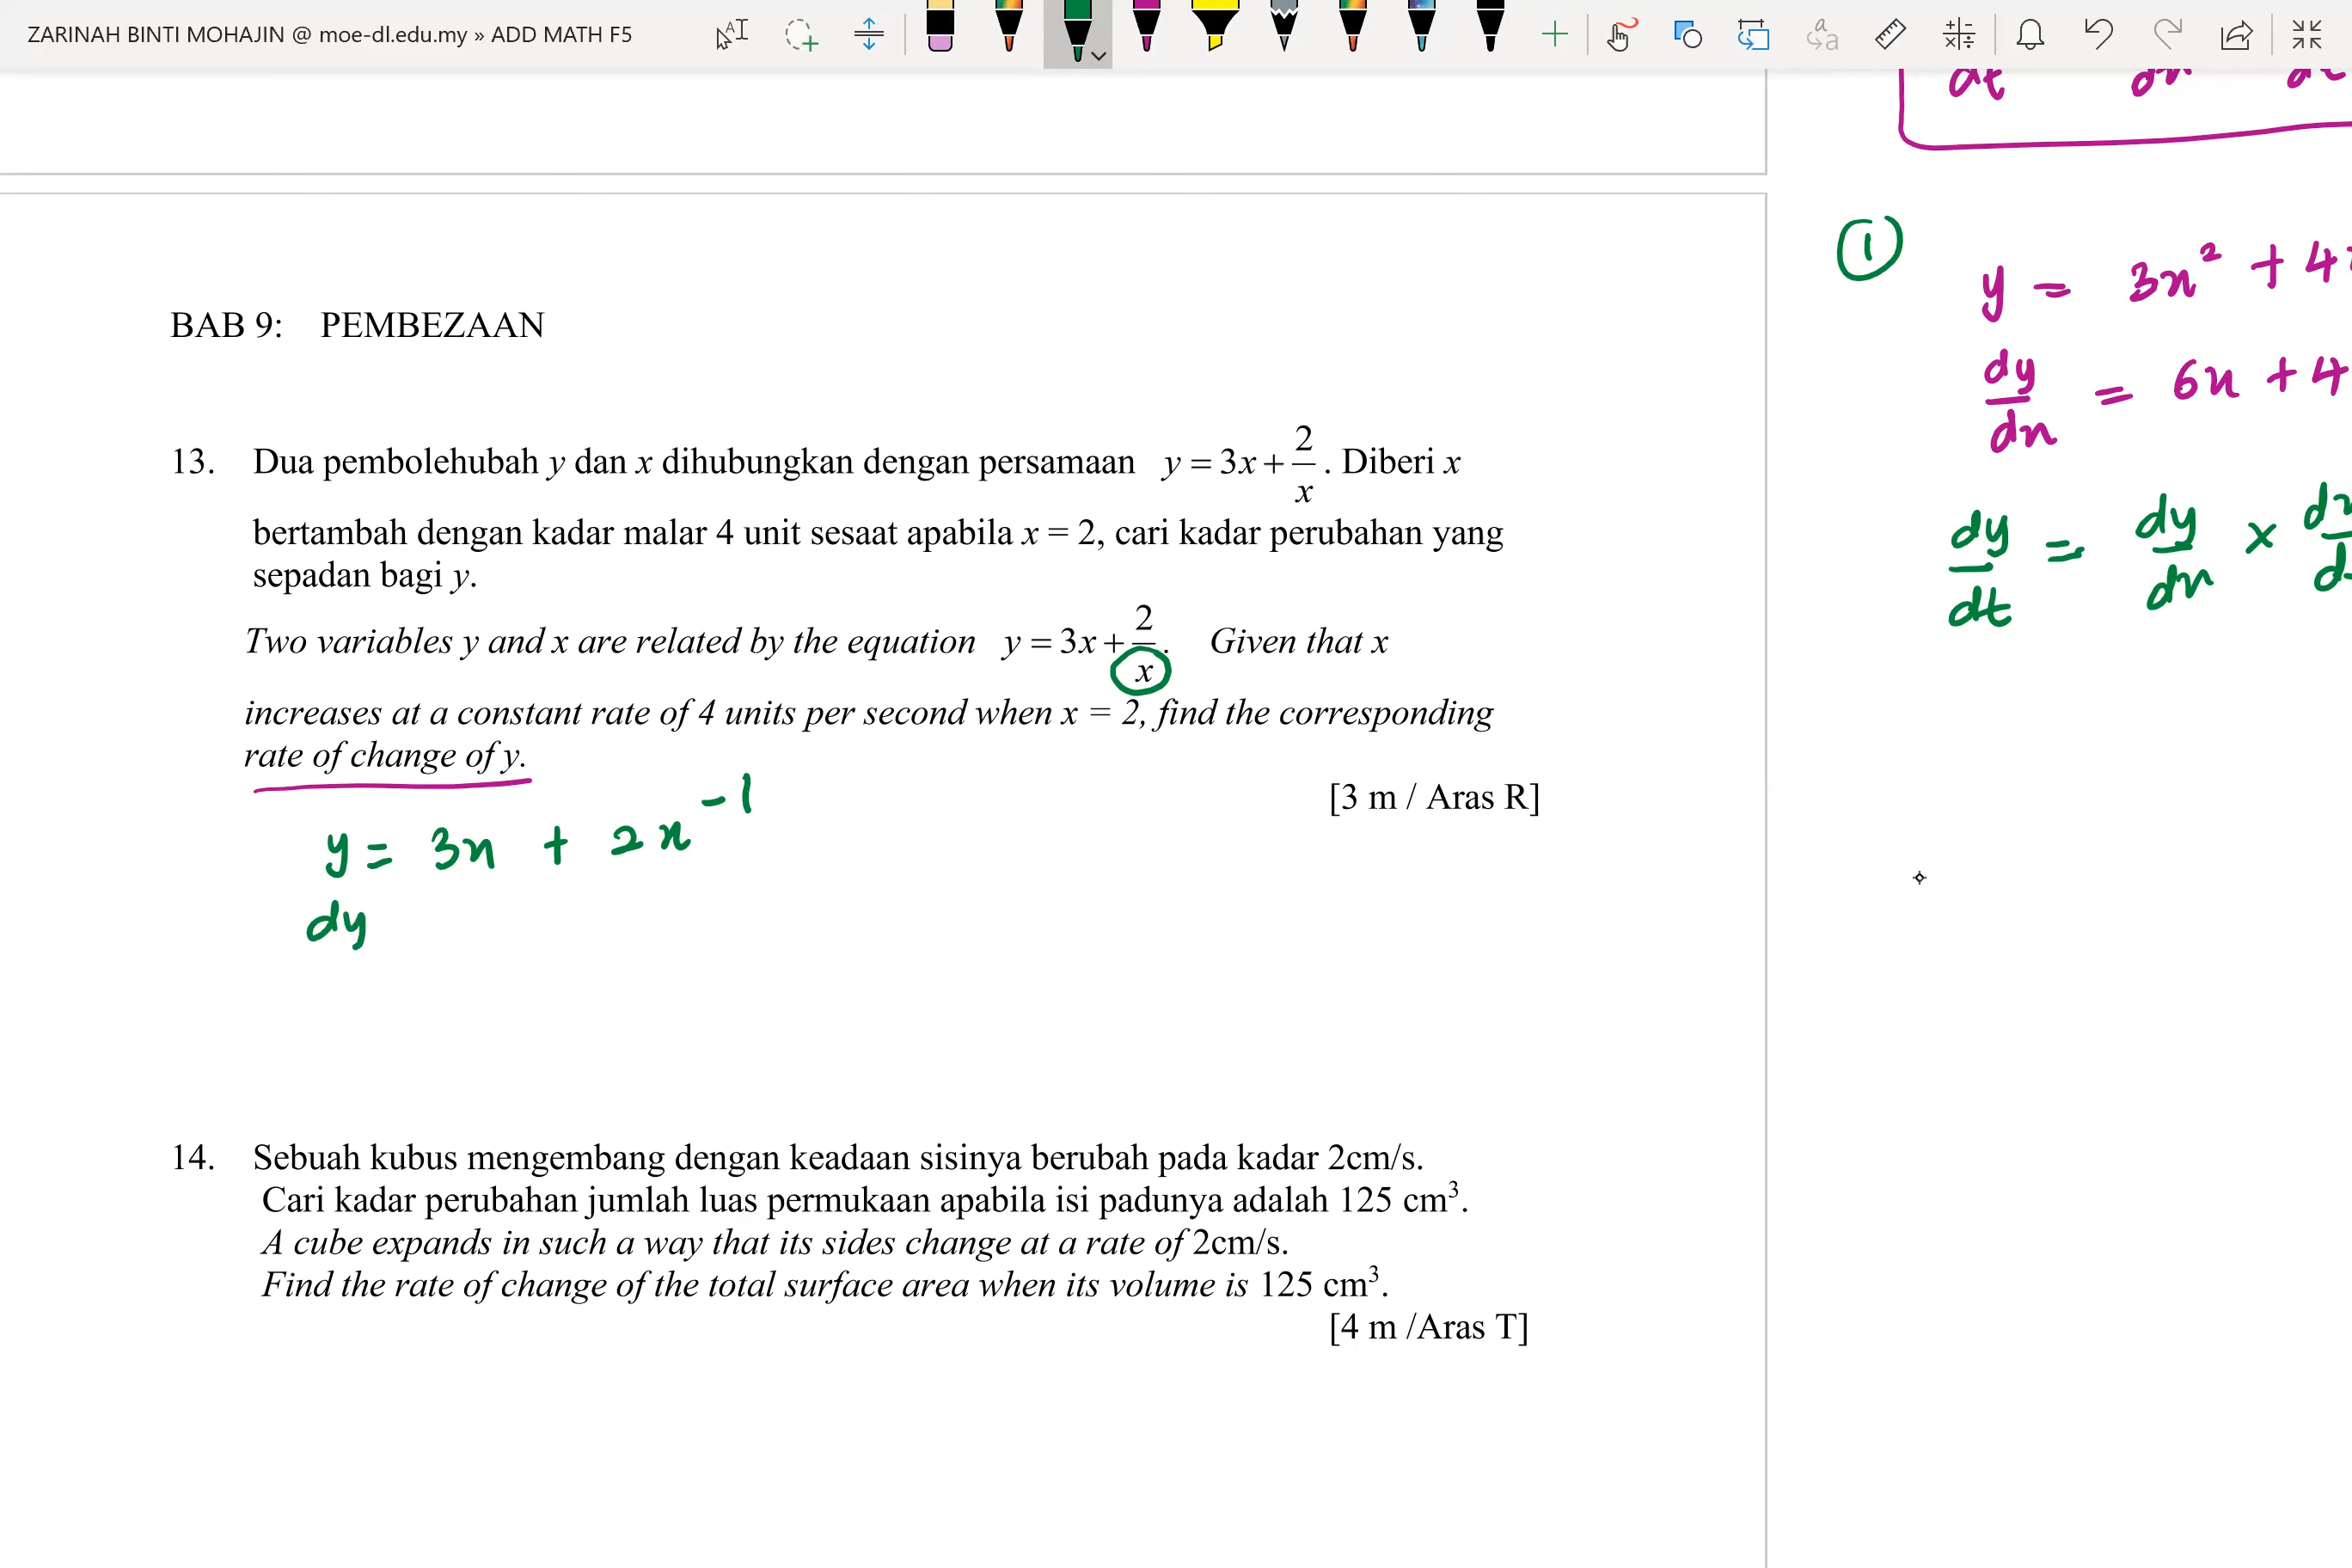 ZARINAH BINTI MOHAJIN @ moe-dl.edu.my » ADD MATH F5
dt dx dt
BAB 9: PEMBEZAAN
13. Dua pembolehubah y dan x dihubungkan dengan persamaan y = 3x + 2/x . Diberi x
bertambah dengan kadar malar 4 unit sesaat apabila x = 2, cari kadar perubahan yang
sepadan bagi y.
Two variables y and x are related by the equation y = 3x + 2/x . Given that x
increases at a constant rate of 4 units per second when x = 2, find the corresponding
rate of change of y.
[3 m / Aras R]
y = 3x + 2x⁻¹
dy
14. Sebuah kubus mengembang dengan keadaan sisinya berubah pada kadar 2cm/s.
Cari kadar perubahan jumlah luas permukaan apabila isi padunya adalah 125 cm³.
A cube expands in such a way that its sides change at a rate of 2cm/s.
Find the rate of change of the total surface area when its volume is 125 cm³.
[4 m /Aras T]
①
y = 3x² + 4
dy/dx = 6x + 4
dy/dt = dy/dx × dx/d